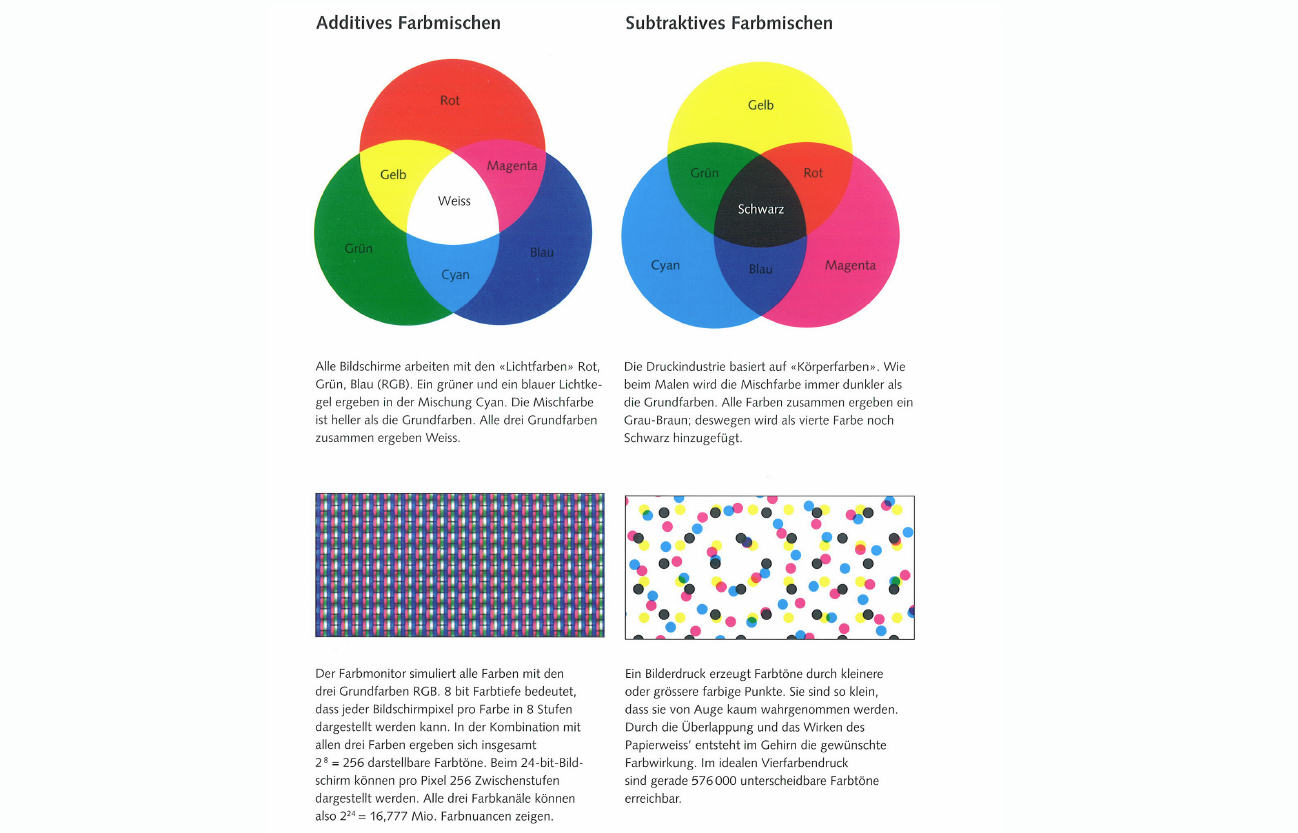 Additives Farbmischen
Rot
Gelb
Magenta
Weiss
Grün
Blau
Cyan
Alle Bildschirme arbeiten mit den «Lichtfarben» Rot,
Grün, Blau (RGB). Ein grüner und ein blauer Lichtke-
gel ergeben in der Mischung Cyan. Die Mischfarbe
ist heller als die Grundfarben. Alle drei Grundfarben
zusammen ergeben Weiss.
Der Farbmonitor simuliert alle Farben mit den
drei Grundfarben RGB. 8 bit Farbtiefe bedeutet,
dass jeder Bildschirmpixel pro Farbe in 8 Stufen
dargestellt werden kann. In der Kombination mit
allen drei Farben ergeben sich insgesamt
2⁸ = 256 darstellbare Farbtöne. Beim 24-bit-Bild-
schirm können pro Pixel 256 Zwischenstufen
dargestellt werden. Alle drei Farbkanäle können
also 2²⁴ = 16,777 Mio. Farbnuancen zeigen.
Subtraktives Farbmischen
Gelb
Grün
Rot
Schwarz
Cyan
Blau
Magenta
Die Druckindustrie basiert auf «Körperfarben». Wie
beim Malen wird die Mischfarbe immer dunkler als
die Grundfarben. Alle Farben zusammen ergeben ein
Grau-Braun; deswegen wird als vierte Farbe noch
Schwarz hinzugefügt.
Ein Bilderdruck erzeugt Farbtöne durch kleinere
oder grössere farbige Punkte. Sie sind so klein,
dass sie von Auge kaum wahrgenommen werden.
Durch die Überlappung und das Wirken des
Papierweiss' entsteht im Gehirn die gewünschte
Farbwirkung. Im idealen Vierfarbendruck
sind gerade 576 000 unterscheidbare Farbtöne
erreichbar.